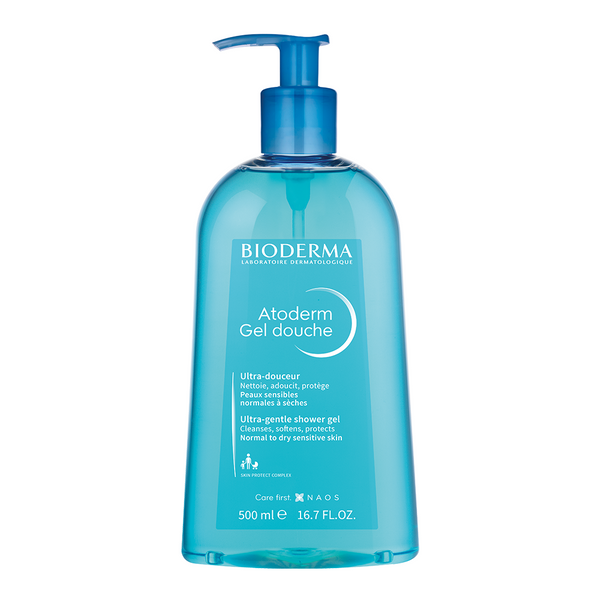 BIODERMA
LABORATOIRE DERMATOLOGIQUE
Atoderm
Gel douche
Ultra-douceur
Nettoie, adoucit, protège
Peaux sensibles
normales à sèches
Ultra-gentle shower gel
Cleanses, softens, protects
Normal to dry sensitive skin
SKIN PROTECT COMPLEX
Care first. NAOS
500 ml ℮ 16.7 FL.OZ.